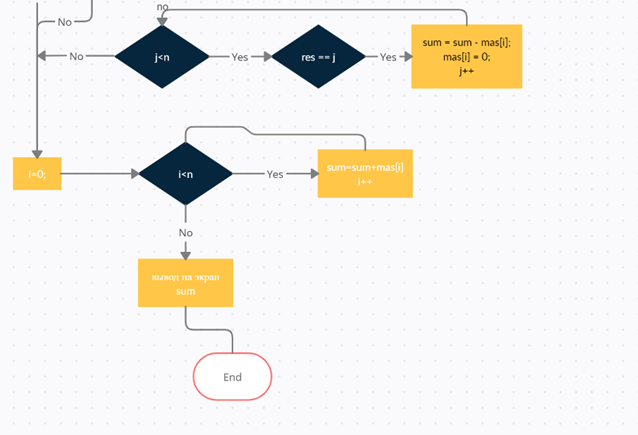 no
No
No
j<n
Yes
res == j
Yes
sum = sum - mas[i];
mas[i] = 0;
j++
i=0;
i<n
Yes
sum=sum+mas[i]
i++
No
вывод на экран
sum
End